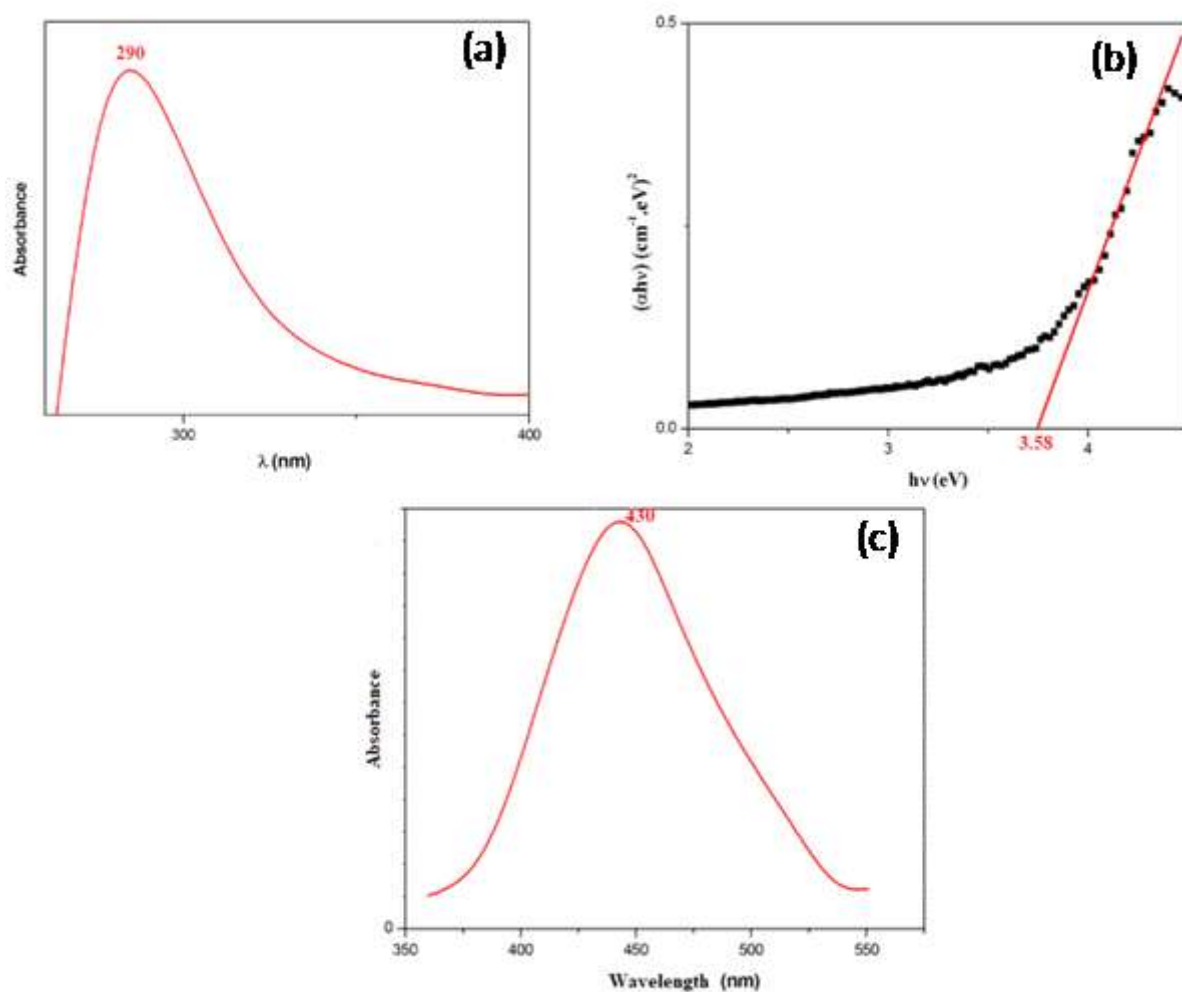 (a)
290
Absorbance
300
400
λ (nm)
(b)
0.5
(αhν) (cm⁻¹.eV)²
0.0
2
3
3.58
4
hν (eV)
(c)
430
Absorbance
0
350
400
450
500
550
Wavelength (nm)